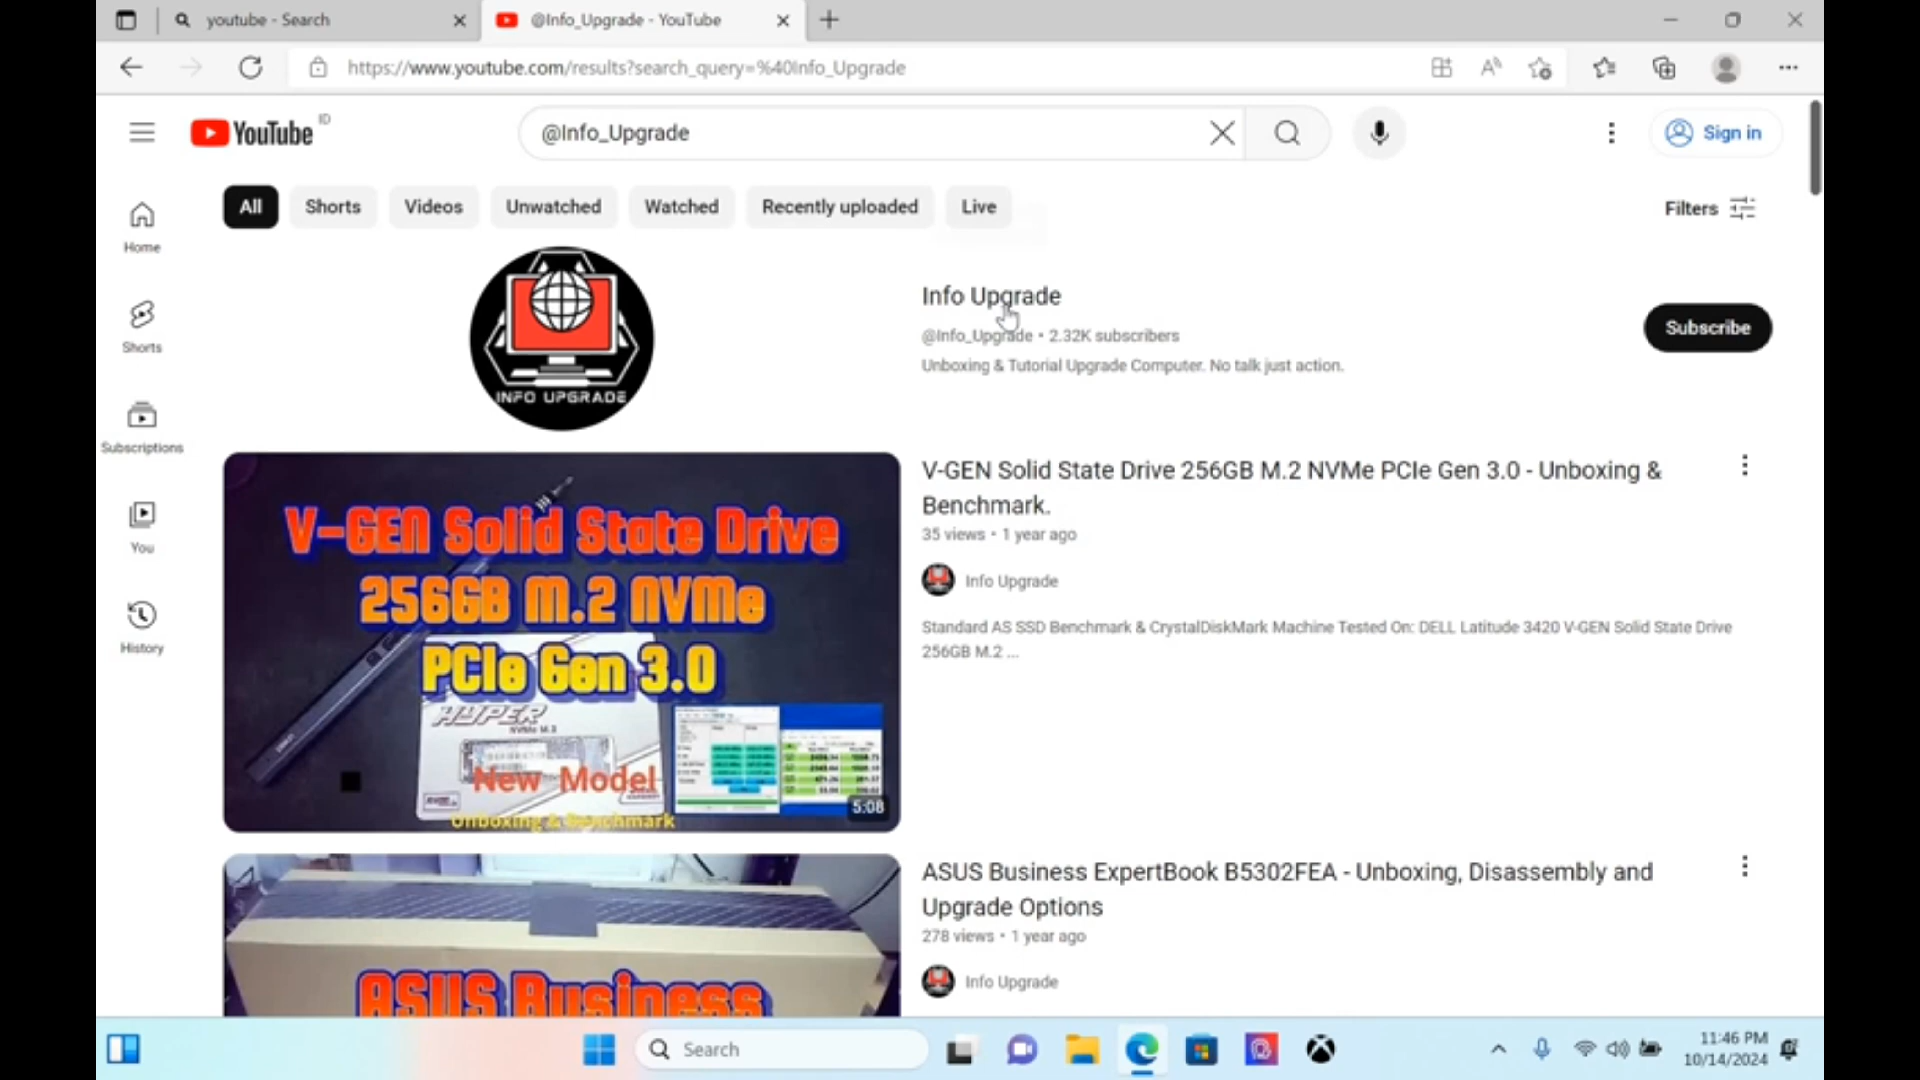 youtube - Search
@Info_Upgrade - YouTube
https://www.youtube.com/results?search_query=%40Info_Upgrade
YouTube ID
@Info_Upgrade
Sign in
All
Shorts
Videos
Unwatched
Watched
Recently uploaded
Live
Filters
Home
Shorts
Subscriptions
You
History
INFO UPGRADE
Info Upgrade
@Info_Upgrade • 2.32K subscribers
Unboxing & Tutorial Upgrade Computer. No talk just action.
Subscribe
V-GEN Solid State Drive
256GB M.2 NVMe
PCIe Gen 3.0
HYPER
NVMe M.2
New Model
Unboxing & Benchmark
5:08
V-GEN Solid State Drive 256GB M.2 NVMe PCIe Gen 3.0 - Unboxing &
Benchmark.
35 views • 1 year ago
Info Upgrade
Standard AS SSD Benchmark & CrystalDiskMark Machine Tested On: DELL Latitude 3420 V-GEN Solid State Drive
256GB M.2 ...
ASUS Business
ASUS Business ExpertBook B5302FEA - Unboxing, Disassembly and
Upgrade Options
278 views • 1 year ago
Info Upgrade
Search
11:46 PM
10/14/2024